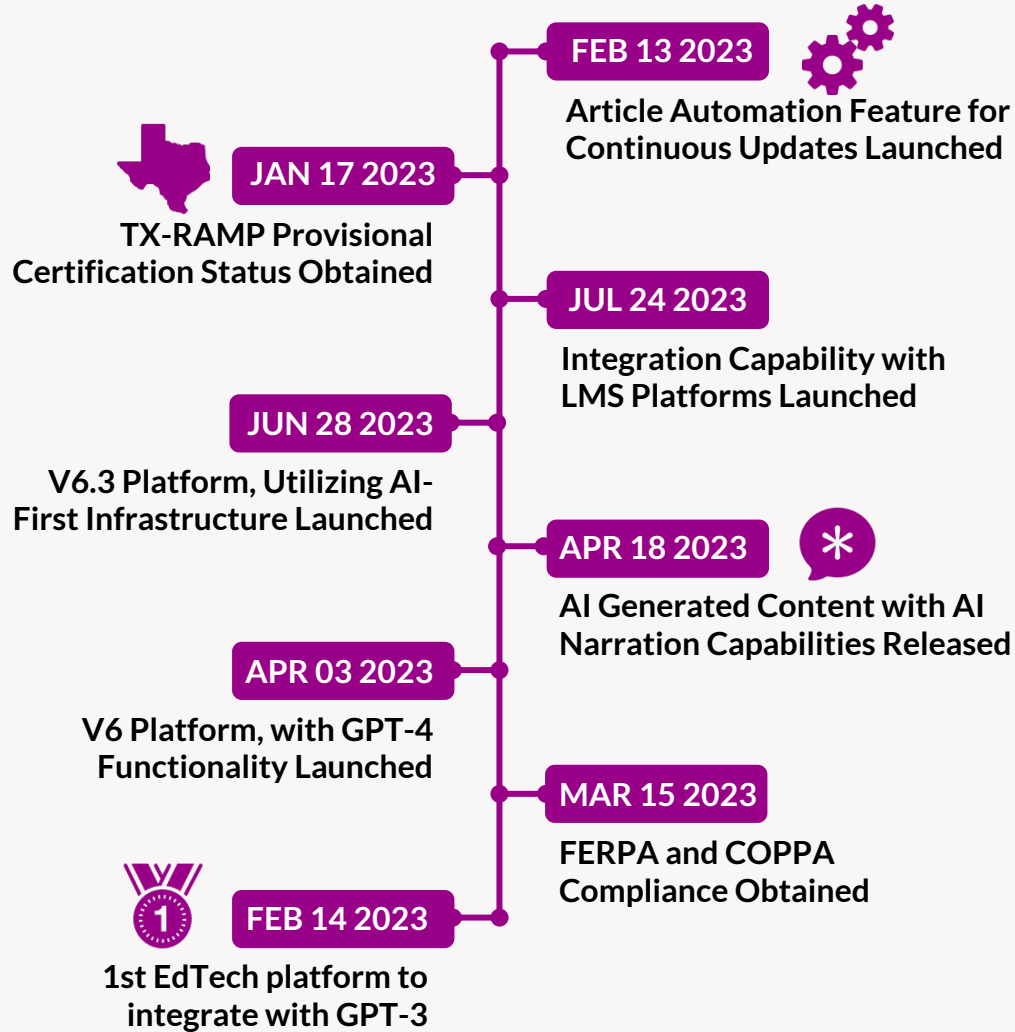 FEB 13 2023
Article Automation Feature for
Continuous Updates Launched
JAN 17 2023
TX-RAMP Provisional
Certification Status Obtained
JUL 24 2023
Integration Capability with
LMS Platforms Launched
JUN 28 2023
V6.3 Platform, Utilizing AI-
First Infrastructure Launched
APR 18 2023
AI Generated Content with AI
Narration Capabilities Released
APR 03 2023
V6 Platform, with GPT-4
Functionality Launched
MAR 15 2023
FERPA and COPPA
Compliance Obtained
1
FEB 14 2023
1st EdTech platform to
integrate with GPT-3